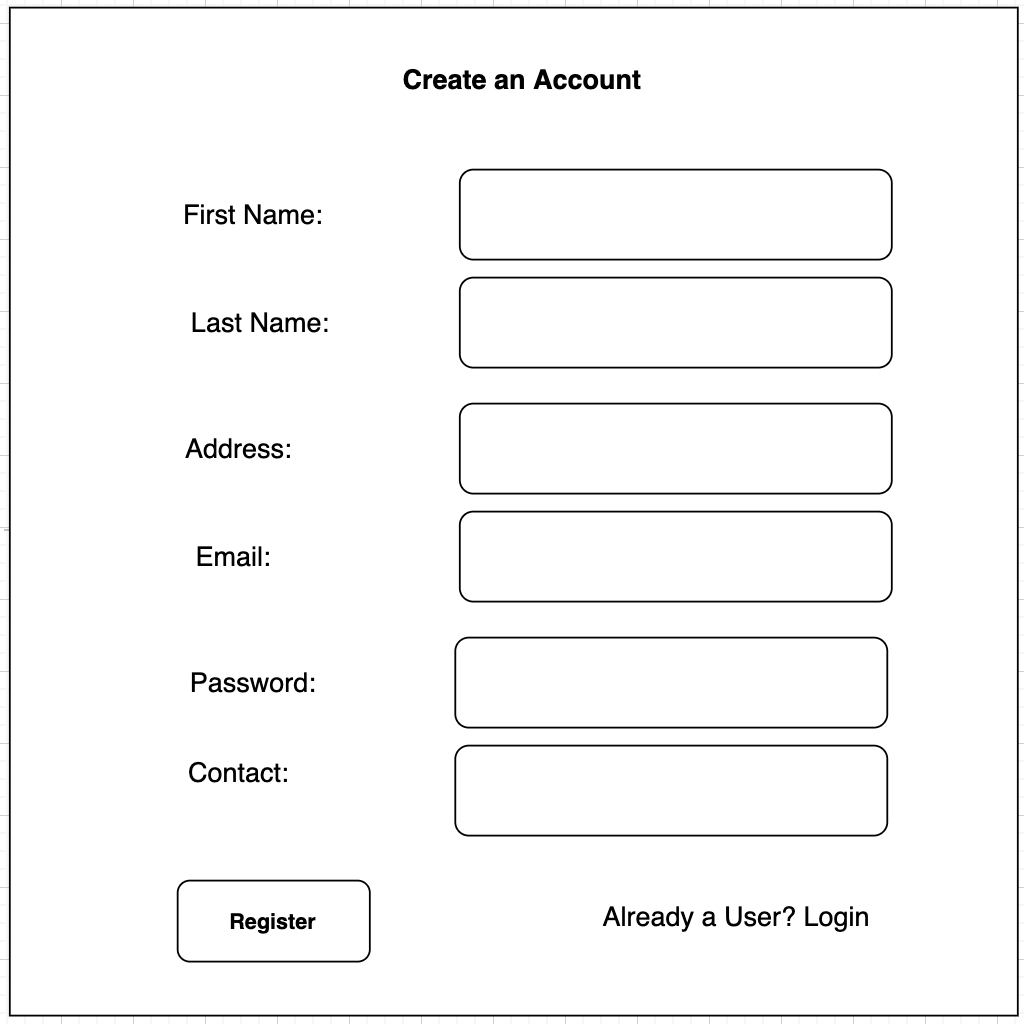 Create an Account
First Name:
Last Name:
Address:
Email:
Password:
Contact:
Register
Already a User? Login